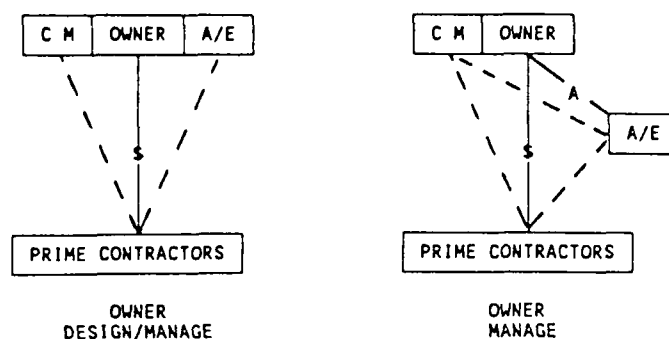 C M OWNER A/E
S
PRIME CONTRACTORS
OWNER
DESIGN/MANAGE
C M OWNER
A
A/E
S
PRIME CONTRACTORS
OWNER
MANAGE